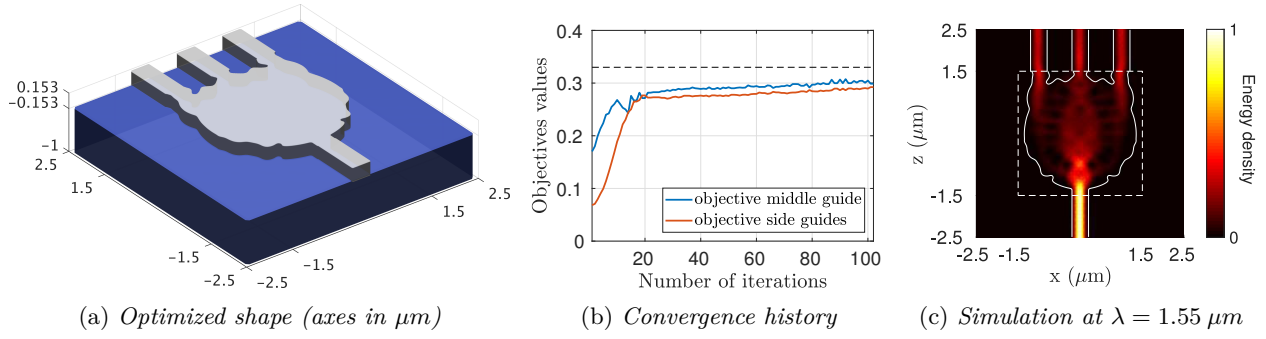 0.153
−0.153
−1
2.5
1.5
−1.5
−2.5
−2.5
−1.5
1.5
2.5
(a) Optimized shape (axes in μm)
Objectives values
0.4
0.3
0.2
0.1
0
20 40 60 80 100
Number of iterations
objective middle guide
objective side guides
(b) Convergence history
z (μm)
2.5
1.5
-1.5
-2.5
-2.5 -1.5 1.5 2.5
x (μm)
1
0
Energy density
(c) Simulation at λ = 1.55 μm